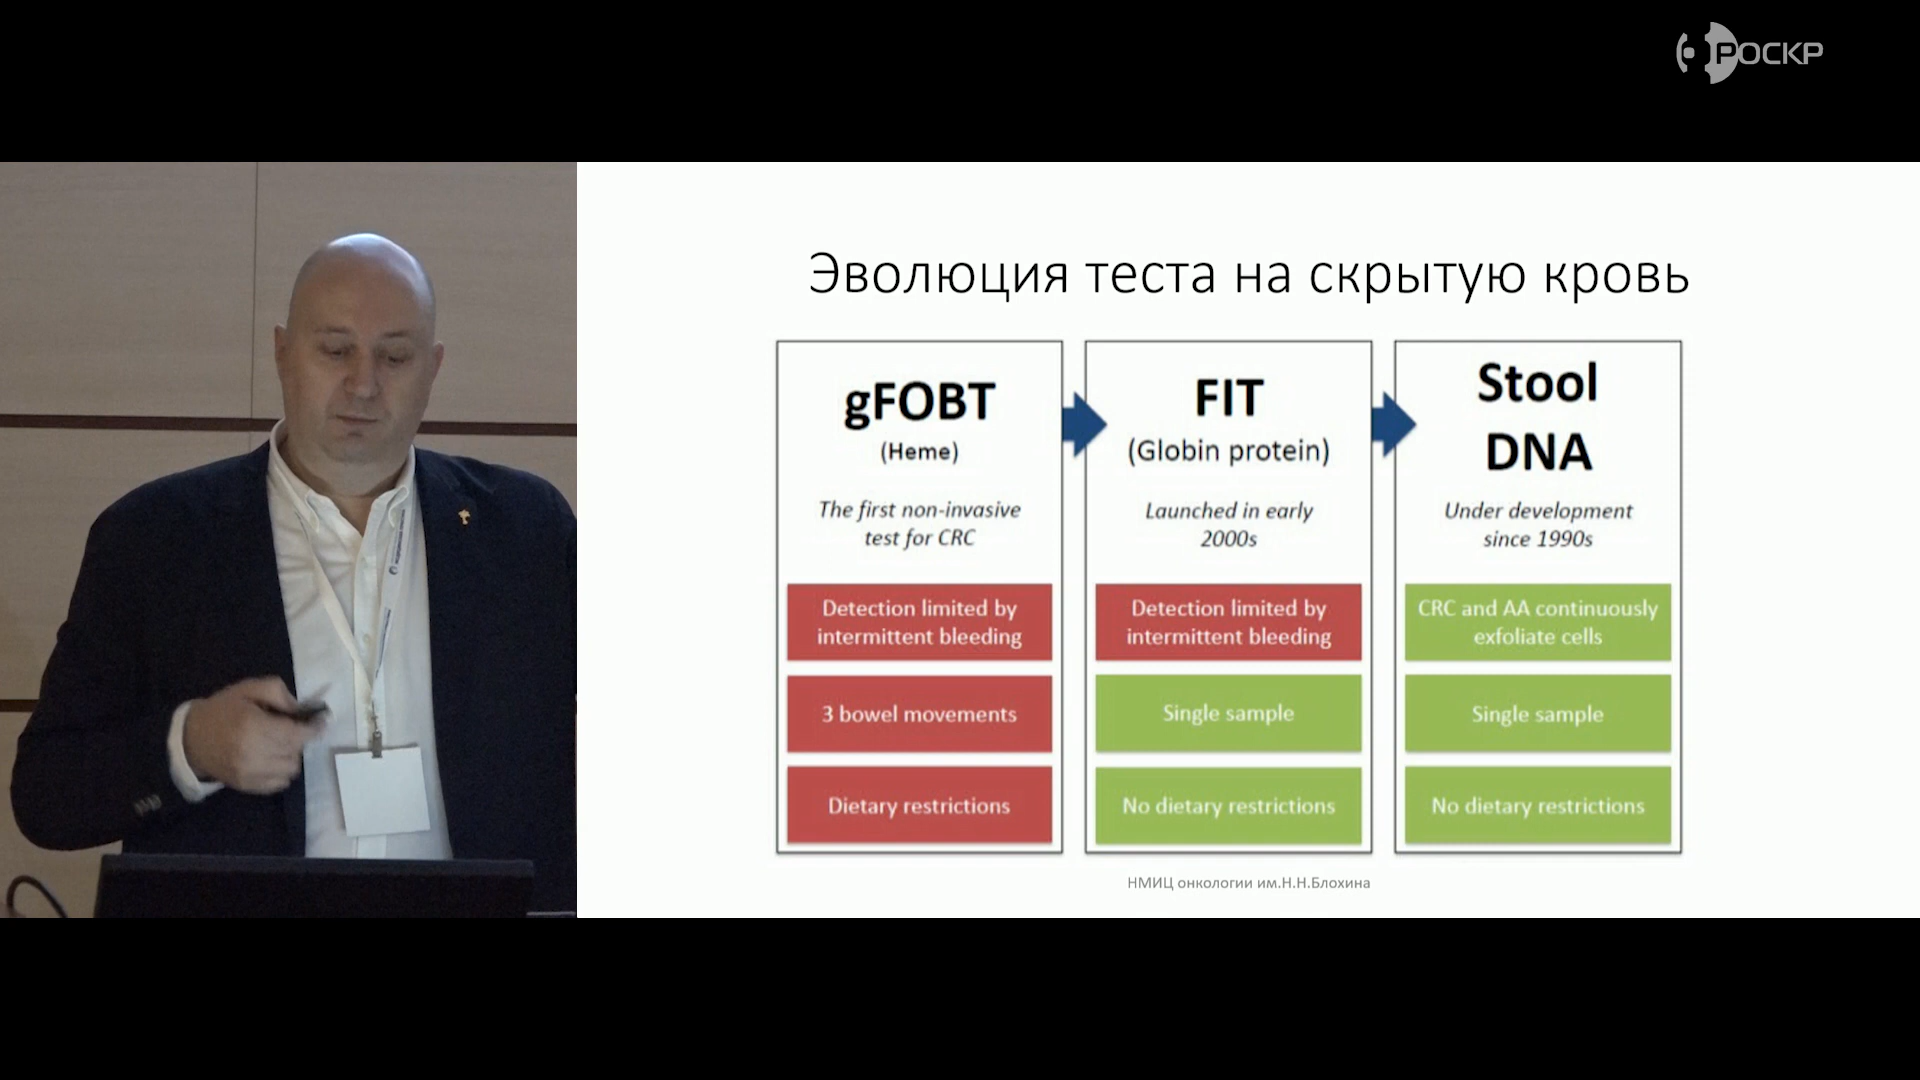 РОСКР
Эволюция теста на скрытую кровь
gFOBT
(Heme)
The first non-invasive
test for CRC
Detection limited by
intermittent bleeding
3 bowel movements
Dietary restrictions
FIT
(Globin protein)
Launched in early
2000s
Detection limited by
intermittent bleeding
Single sample
No dietary restrictions
Stool
DNA
Under development
since 1990s
CRC and AA continuously
exfoliate cells
Single sample
No dietary restrictions
НМИЦ онкологии им.Н.Н.Блохина